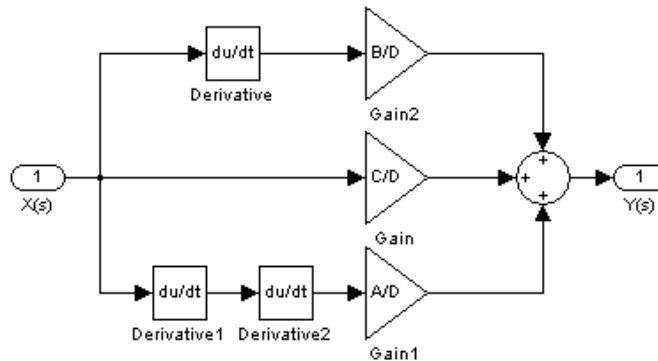 du/dt
Derivative
B/D
Gain2
+
1
X(s)
C/D
Gain
+
+
1
Y(s)
du/dt
Derivative1
du/dt
Derivative2
A/D
Gain1